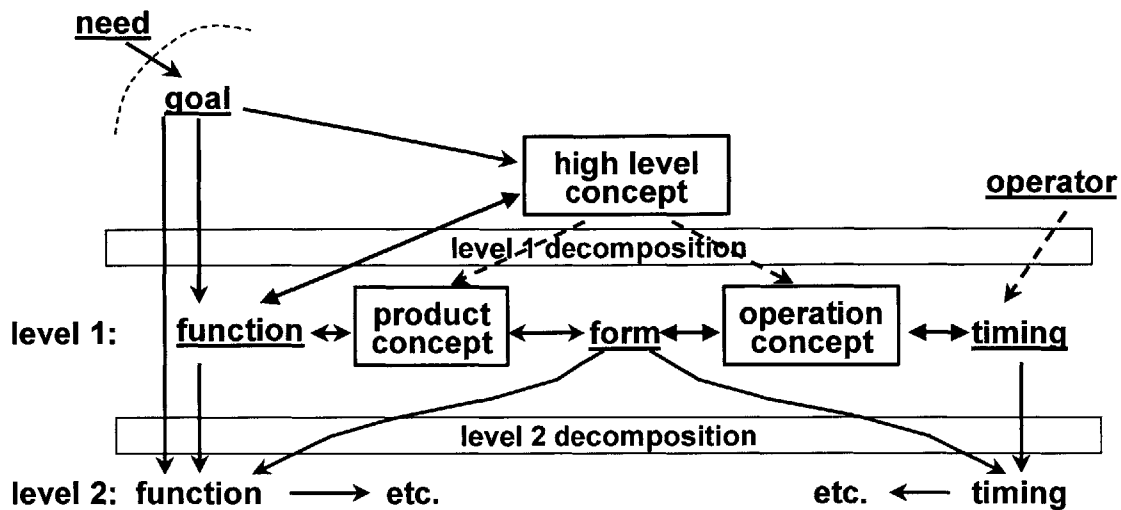 need
goal
high level
concept
operator
level 1 decomposition
level 1: function product
concept form operation
concept timing
level 2 decomposition
level 2: function etc. etc. timing